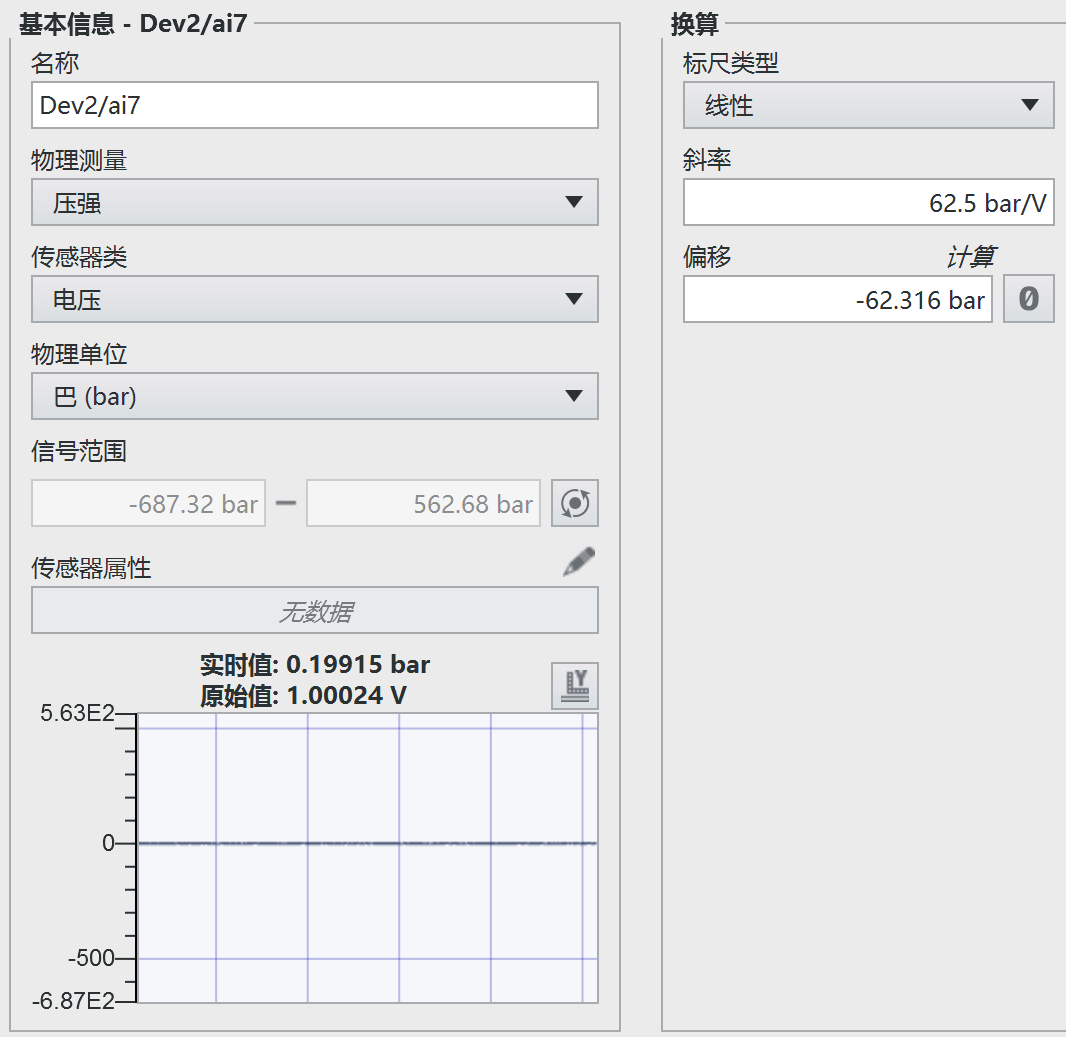 基本信息 - Dev2/ai7
名称
Dev2/ai7
物理测量
压强
传感器类
电压
物理单位
巴 (bar)
信号范围
-687.32 bar
562.68 bar
传感器属性
无数据
实时值: 0.19915 bar
原始值: 1.00024 V
Y
5.63E2
0
-500
-6.87E2
换算
标尺类型
线性
斜率
62.5 bar/V
偏移
计算
-62.316 bar
0